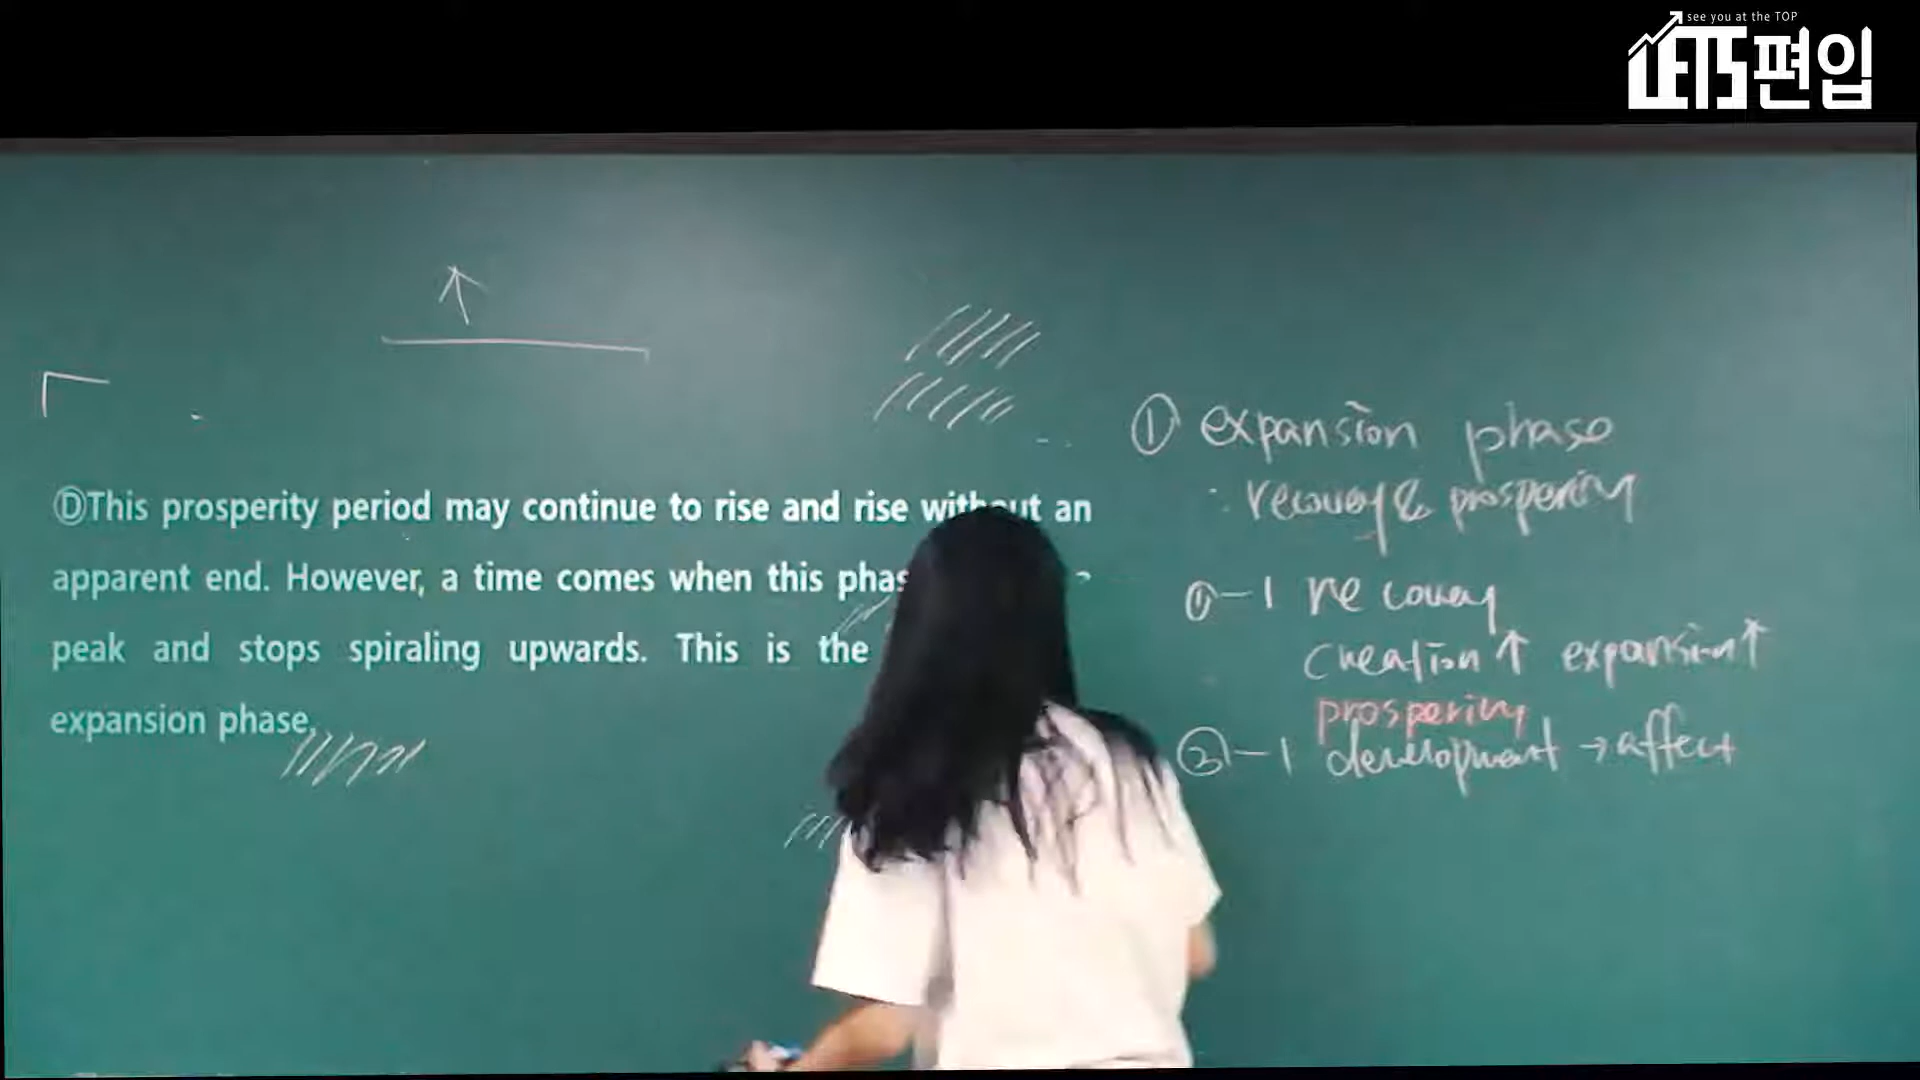 see you at the TOP
LETS편입
ⒹThis prosperity period may continue to rise and rise without an
apparent end. However, a time comes when this phas
peak and stops spiraling upwards. This is the
expansion phase.
① expansion phase
: recovery & prosperity
①-1 recovery
creation↑ expansion↑
prosperity
②-1 development → affect